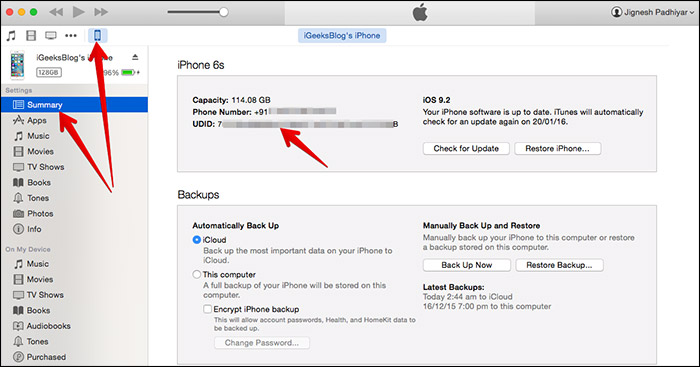 Jignesh Padhiyar
iGeeksBlog's iPhone
iGeeksBlog's iPhone
128GB 96%
Settings
Summary
Apps
Music
Movies
TV Shows
Books
Tones
Photos
Info
On My Device
Music
Movies
TV Shows
Books
Audiobooks
Tones
Purchased
iPhone 6s
Capacity: 114.08 GB
Phone Number: +91
UDID: 7 B
iOS 9.2
Your iPhone software is up to date. iTunes will automatically
check for an update again on 20/01/16.
Check for Update Restore iPhone...
Backups
Automatically Back Up
iCloud
Back up the most important data on your iPhone to
iCloud.
This computer
A full backup of your iPhone will be stored on this
computer.
Encrypt iPhone backup
This will allow account passwords, Health, and HomeKit data to
be backed up.
Change Password...
Manually Back Up and Restore
Manually back up your iPhone to this computer or restore
a backup stored on this computer.
Back Up Now Restore Backup...
Latest Backups:
Today 2:44 am to iCloud
16/12/15 7:00 pm to this computer